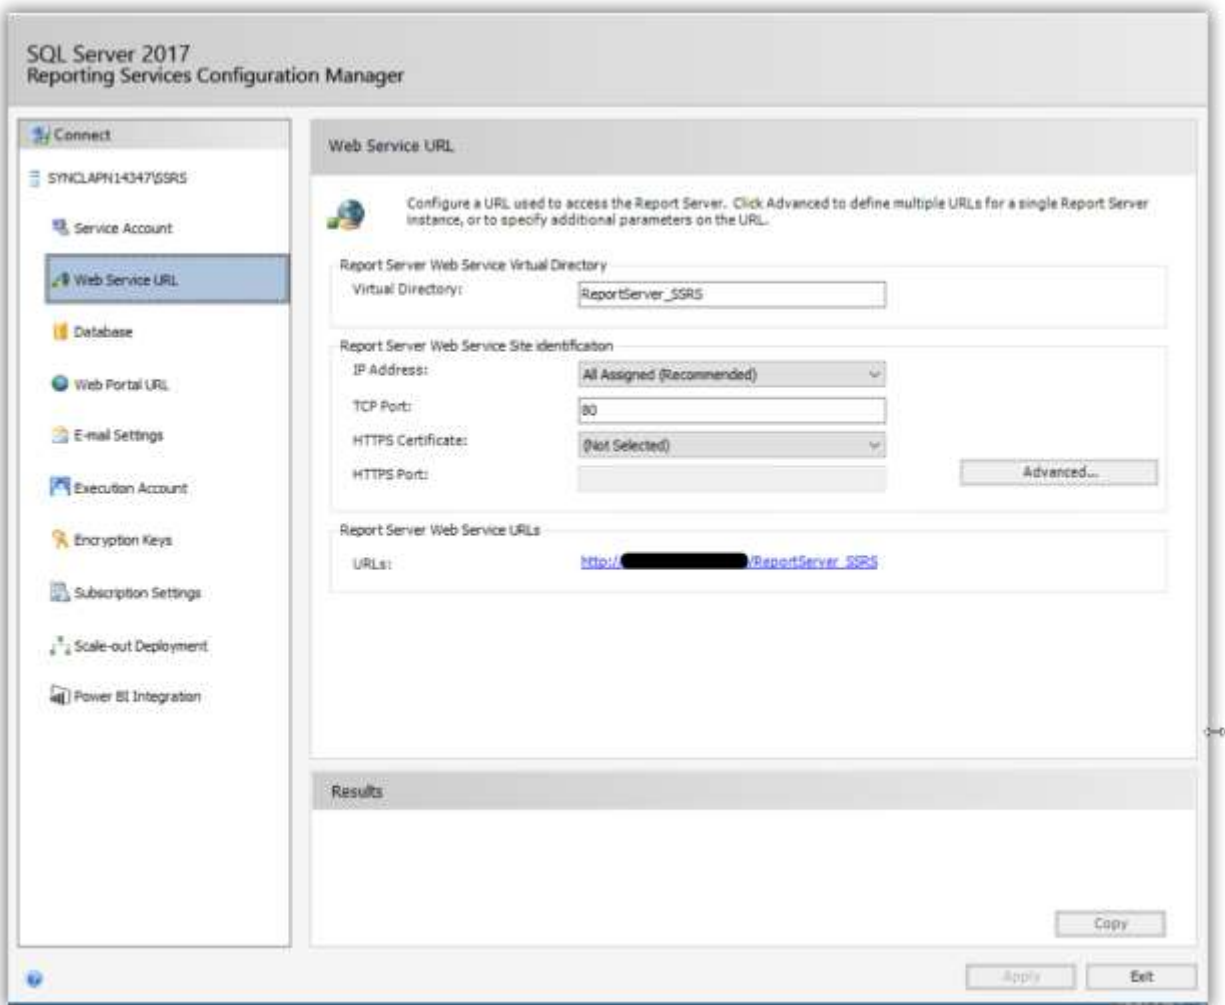 SQL Server 2017
Reporting Services Configuration Manager
Connect
SYNCLAPN14347\SSRS
Service Account
Web Service URL
Database
Web Portal URL
E-mail Settings
Execution Account
Encryption Keys
Subscription Settings
Scale-out Deployment
Power BI Integration
Web Service URL
Configure a URL used to access the Report Server.  Click Advanced to define multiple URLs for a single Report Server
instance, or to specify additional parameters on the URL.
Report Server Web Service Virtual Directory
Virtual Directory: ReportServer_SSRS
Report Server Web Service Site identification
IP Address: All Assigned (Recommended)
TCP Port: 80
HTTPS Certificate: (Not Selected)
HTTPS Port:
Advanced...
Report Server Web Service URLs
URLs: http:// /ReportServer_SSRS
Results
Copy
Apply
Exit